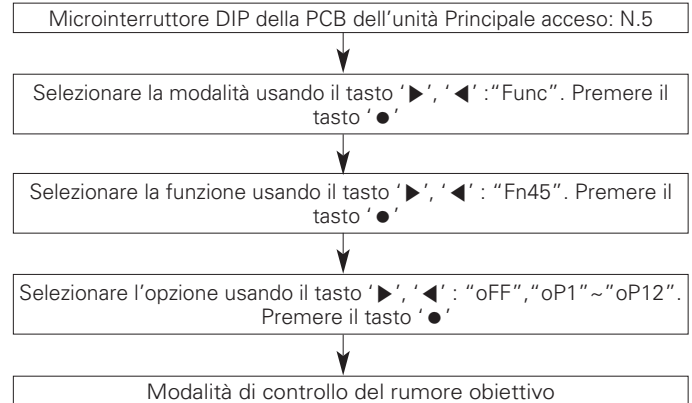 Microinterruttore DIP della PCB dell'unità Principale acceso: N.5
Selezionare la modalità usando il tasto ‘▶’, ‘◀’ :“Func”. Premere il
tasto ‘●’
Selezionare la funzione usando il tasto ‘▶’, ‘◀’ : “Fn45”. Premere il
tasto ‘●’
Selezionare l'opzione usando il tasto ‘▶’, ‘◀’ : “oFF”,“oP1”~”oP12”.
Premere il tasto ‘●’
Modalità di controllo del rumore obiettivo